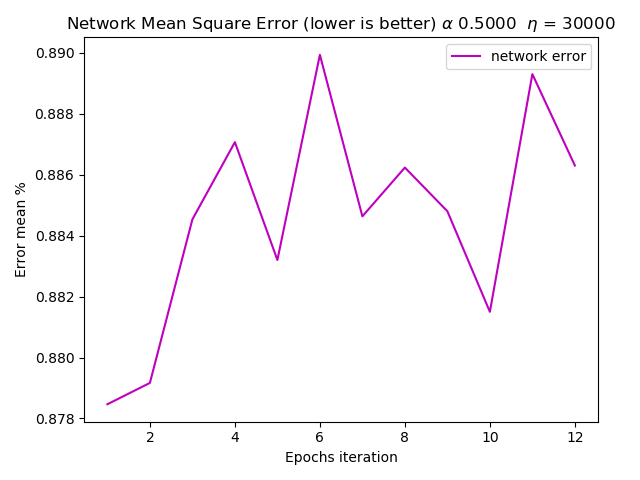 Network Mean Square Error (lower is better) α 0.5000 η = 30000
network error
0.890
0.888
0.886
0.884
0.882
0.880
0.878
Error mean %
2 4 6 8 10 12
Epochs iteration